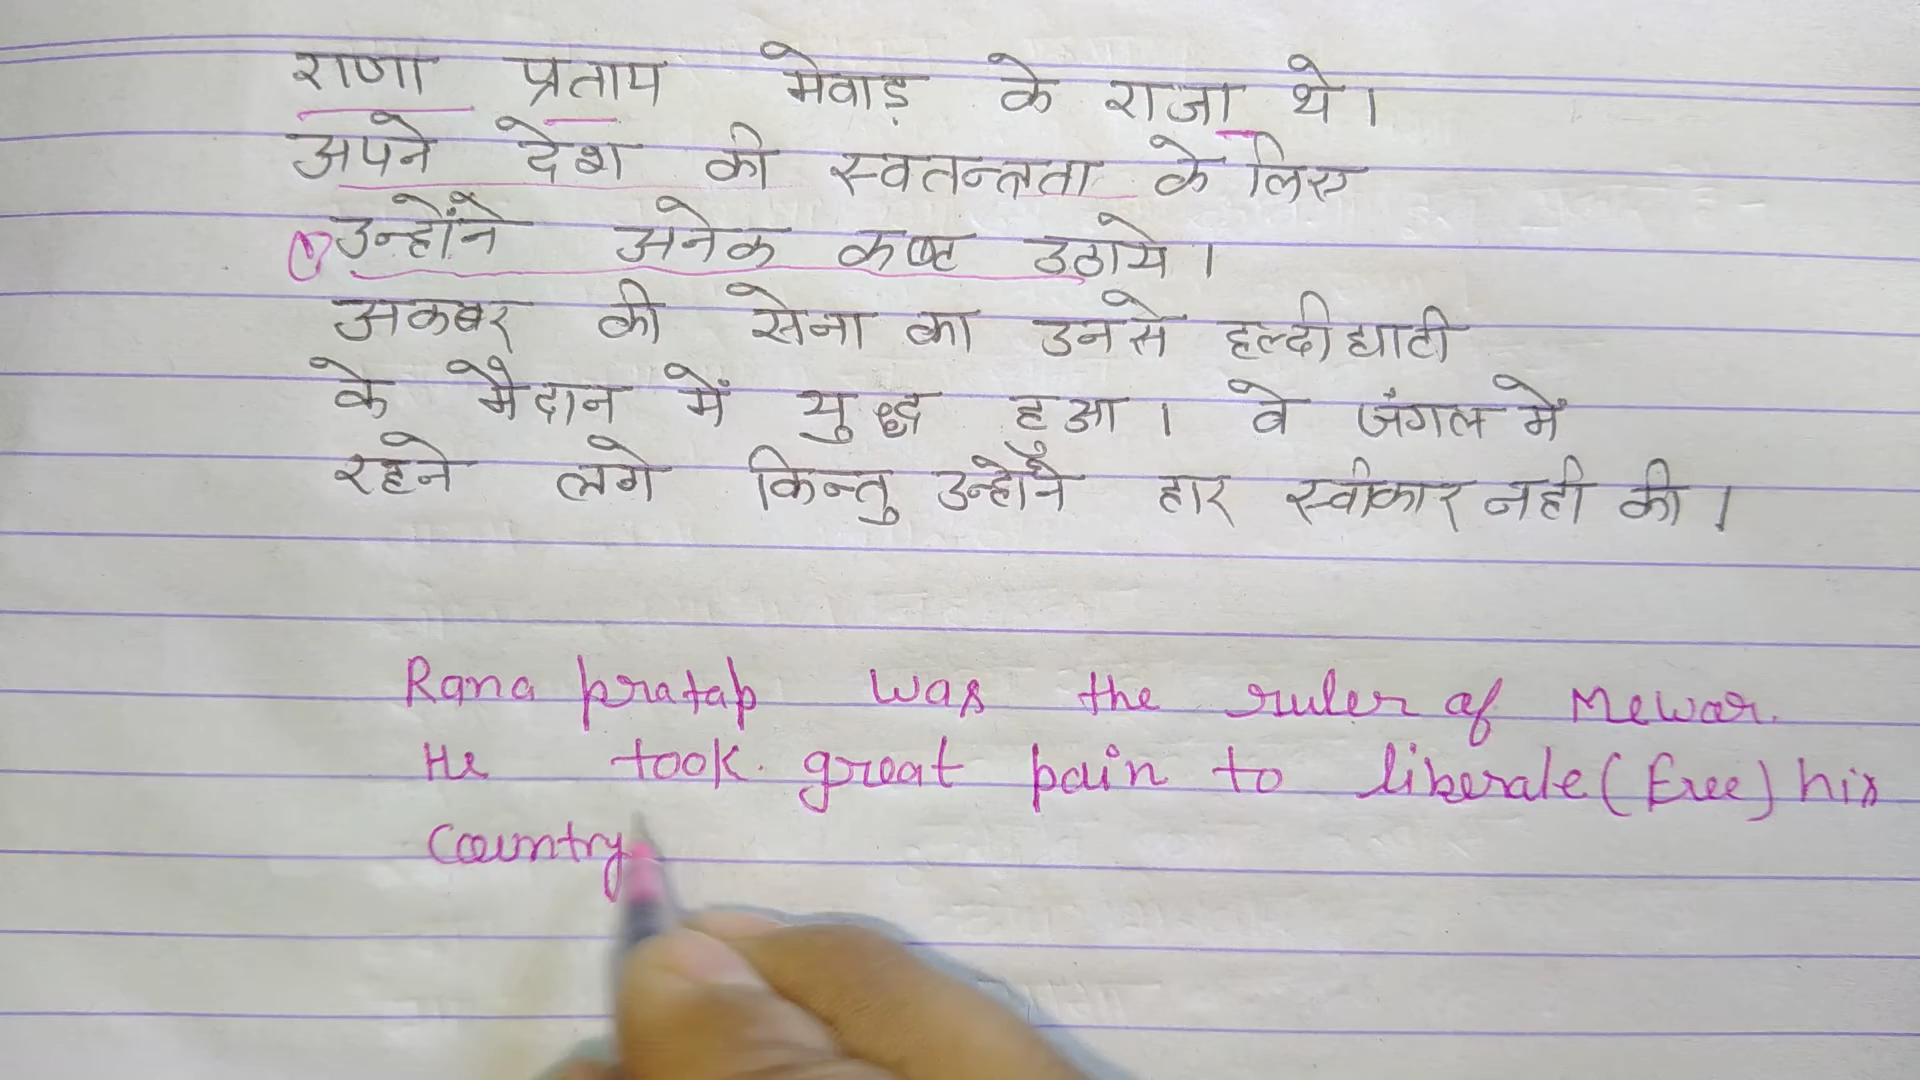 राणा प्रताप मेवाड़ के राजा थे।
अपने देश की स्वतन्त्रता के लिए
उन्होंने अनेक कष्ट उठाये।
अकबर की सेना का उनसे हल्दीघाटी
के मैदान में युद्ध हुआ। वे जंगल में
रहने लगे किन्तु उन्होंने हार स्वीकार नही की।
Rana pratap was the ruler of Mewar.
He took great pain to liberale (free) his
Country